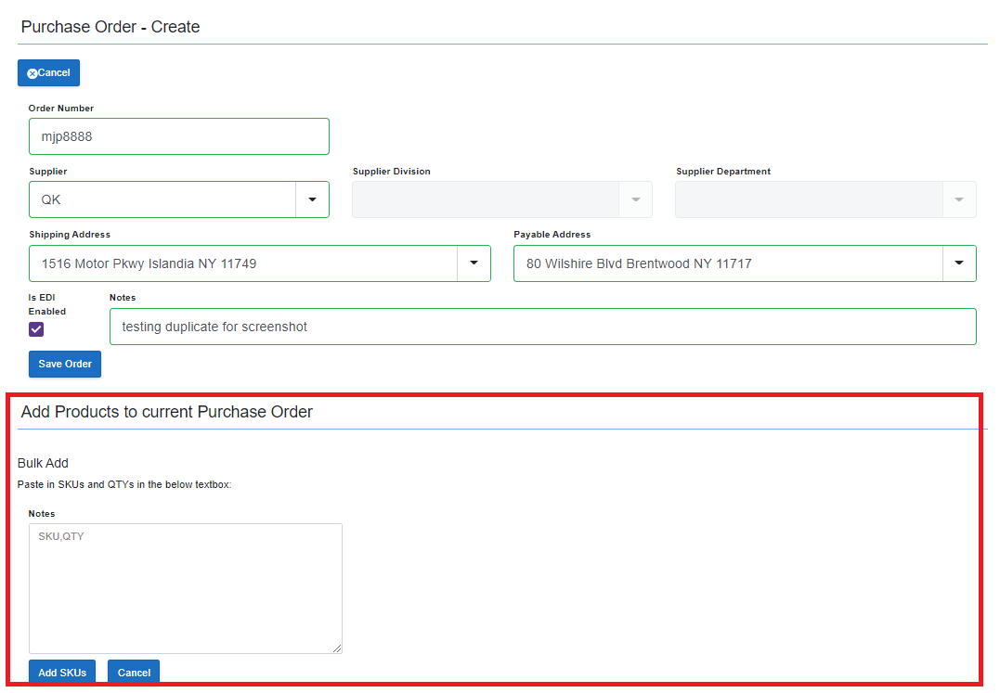 Purchase Order - Create
Cancel
Order Number
mjp8888
Supplier
Supplier Division
Supplier Department
QK
Shipping Address
Payable Address
1516 Motor Pkwy Islandia NY 11749
80 Wilshire Blvd Brentwood NY 11717
Is EDI
Enabled
Notes
testing duplicate for screenshot
Save Order
Add Products to current Purchase Order
Bulk Add
Paste in SKUs and QTYs in the below textbox:
Notes
SKU,QTY
Add SKUs
Cancel